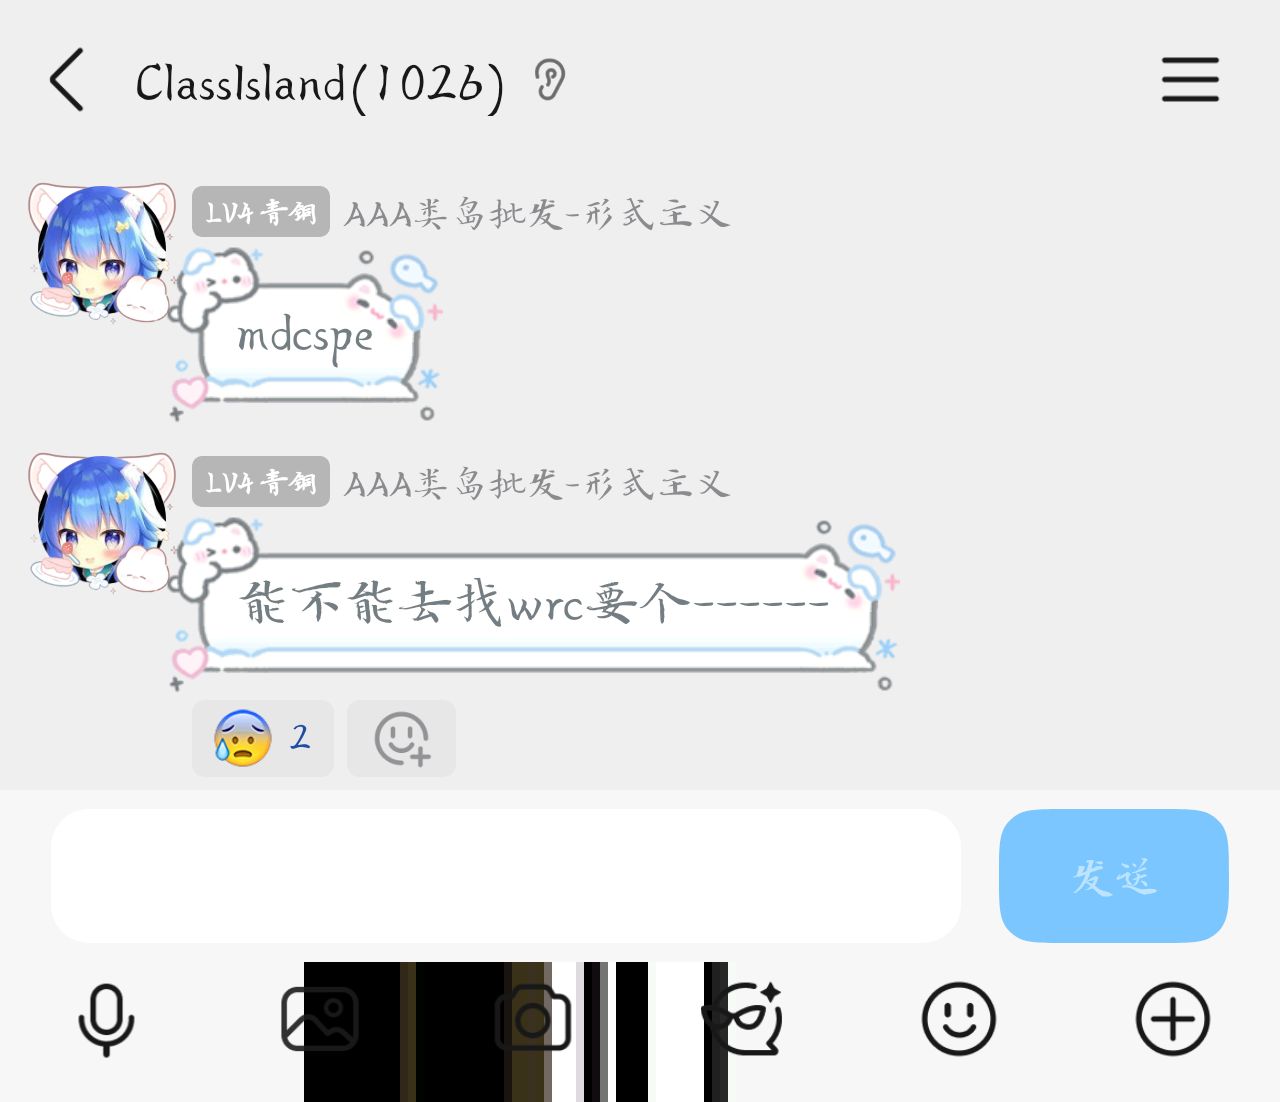 ClassIsland(1026)
LV4 青铜 AAA类岛批发-形式主义
mdcspe
LV4 青铜 AAA类岛批发-形式主义
能不能去找wrc要个------
2
发送